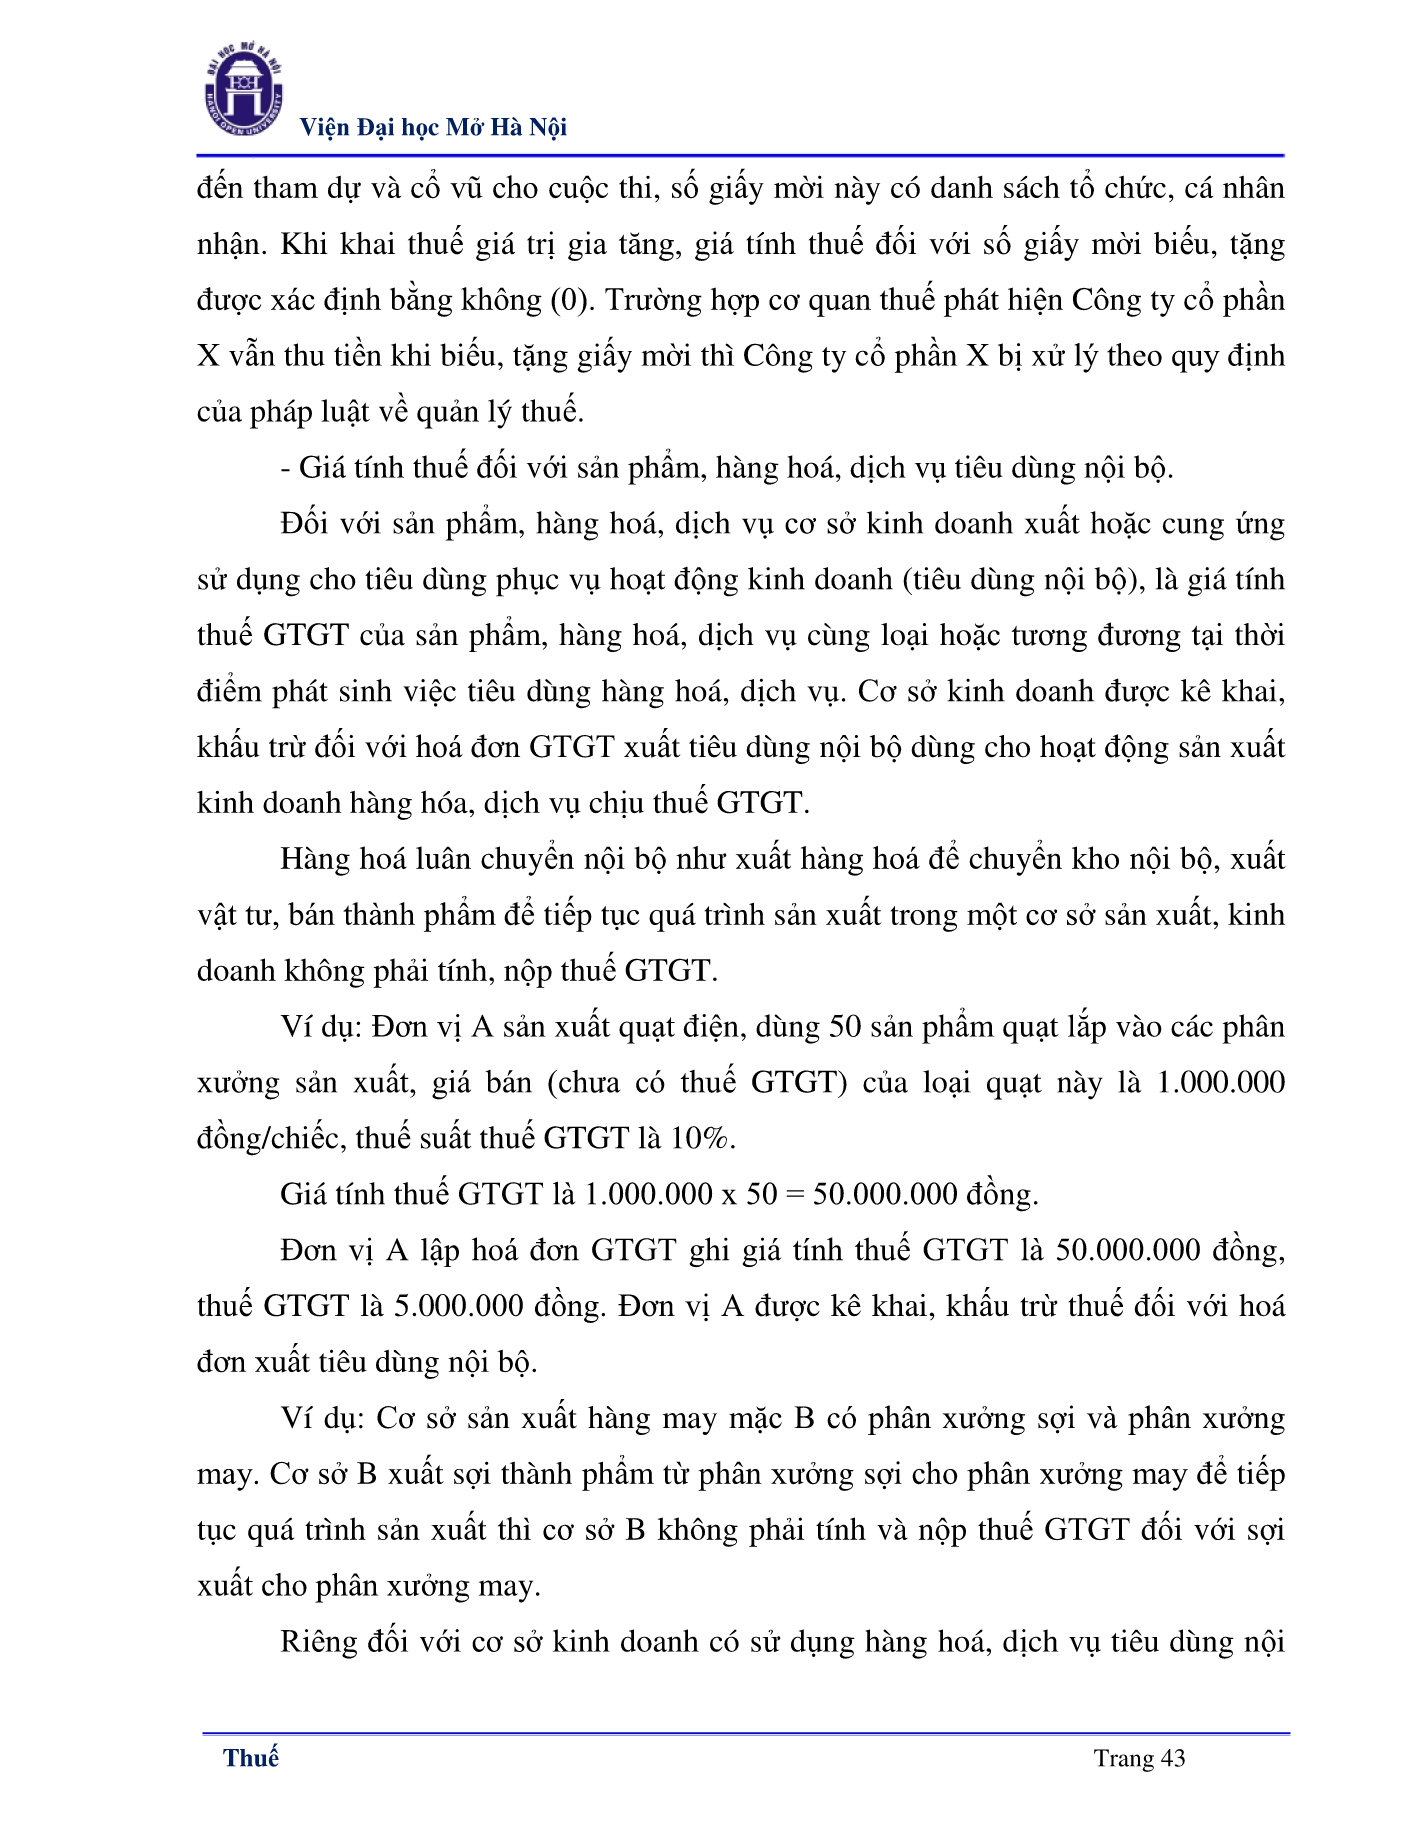 ĐẠI HỌC MỞ HÀ NỘI
HANOI OPEN UNIVERSITY
Viện Đại học Mở Hà Nội
đến tham dự và cổ vũ cho cuộc thi, số giấy mời này có danh sách tổ chức, cá nhân
nhận. Khi khai thuế giá trị gia tăng, giá tính thuế đối với số giấy mời biếu, tặng
được xác định bằng không (0). Trường hợp cơ quan thuế phát hiện Công ty cổ phần
X vẫn thu tiền khi biếu, tặng giấy mời thì Công ty cổ phần X bị xử lý theo quy định
của pháp luật về quản lý thuế.
- Giá tính thuế đối với sản phẩm, hàng hoá, dịch vụ tiêu dùng nội bộ.
Đối với sản phẩm, hàng hoá, dịch vụ cơ sở kinh doanh xuất hoặc cung ứng
sử dụng cho tiêu dùng phục vụ hoạt động kinh doanh (tiêu dùng nội bộ), là giá tính
thuế GTGT của sản phẩm, hàng hoá, dịch vụ cùng loại hoặc tương đương tại thời
điểm phát sinh việc tiêu dùng hàng hoá, dịch vụ. Cơ sở kinh doanh được kê khai,
khấu trừ đối với hoá đơn GTGT xuất tiêu dùng nội bộ dùng cho hoạt động sản xuất
kinh doanh hàng hóa, dịch vụ chịu thuế GTGT.
Hàng hoá luân chuyển nội bộ như xuất hàng hoá để chuyển kho nội bộ, xuất
vật tư, bán thành phẩm để tiếp tục quá trình sản xuất trong một cơ sở sản xuất, kinh
doanh không phải tính, nộp thuế GTGT.
Ví dụ: Đơn vị A sản xuất quạt điện, dùng 50 sản phẩm quạt lắp vào các phân
xưởng sản xuất, giá bán (chưa có thuế GTGT) của loại quạt này là 1.000.000
đồng/chiếc, thuế suất thuế GTGT là 10%.
Giá tính thuế GTGT là 1.000.000 x 50 = 50.000.000 đồng.
Đơn vị A lập hoá đơn GTGT ghi giá tính thuế GTGT là 50.000.000 đồng,
thuế GTGT là 5.000.000 đồng. Đơn vị A được kê khai, khấu trừ thuế đối với hoá
đơn xuất tiêu dùng nội bộ.
Ví dụ: Cơ sở sản xuất hàng may mặc B có phân xưởng sợi và phân xưởng
may. Cơ sở B xuất sợi thành phẩm từ phân xưởng sợi cho phân xưởng may để tiếp
tục quá trình sản xuất thì cơ sở B không phải tính và nộp thuế GTGT đối với sợi
xuất cho phân xưởng may.
Riêng đối với cơ sở kinh doanh có sử dụng hàng hoá, dịch vụ tiêu dùng nội
Thuế
Trang 43